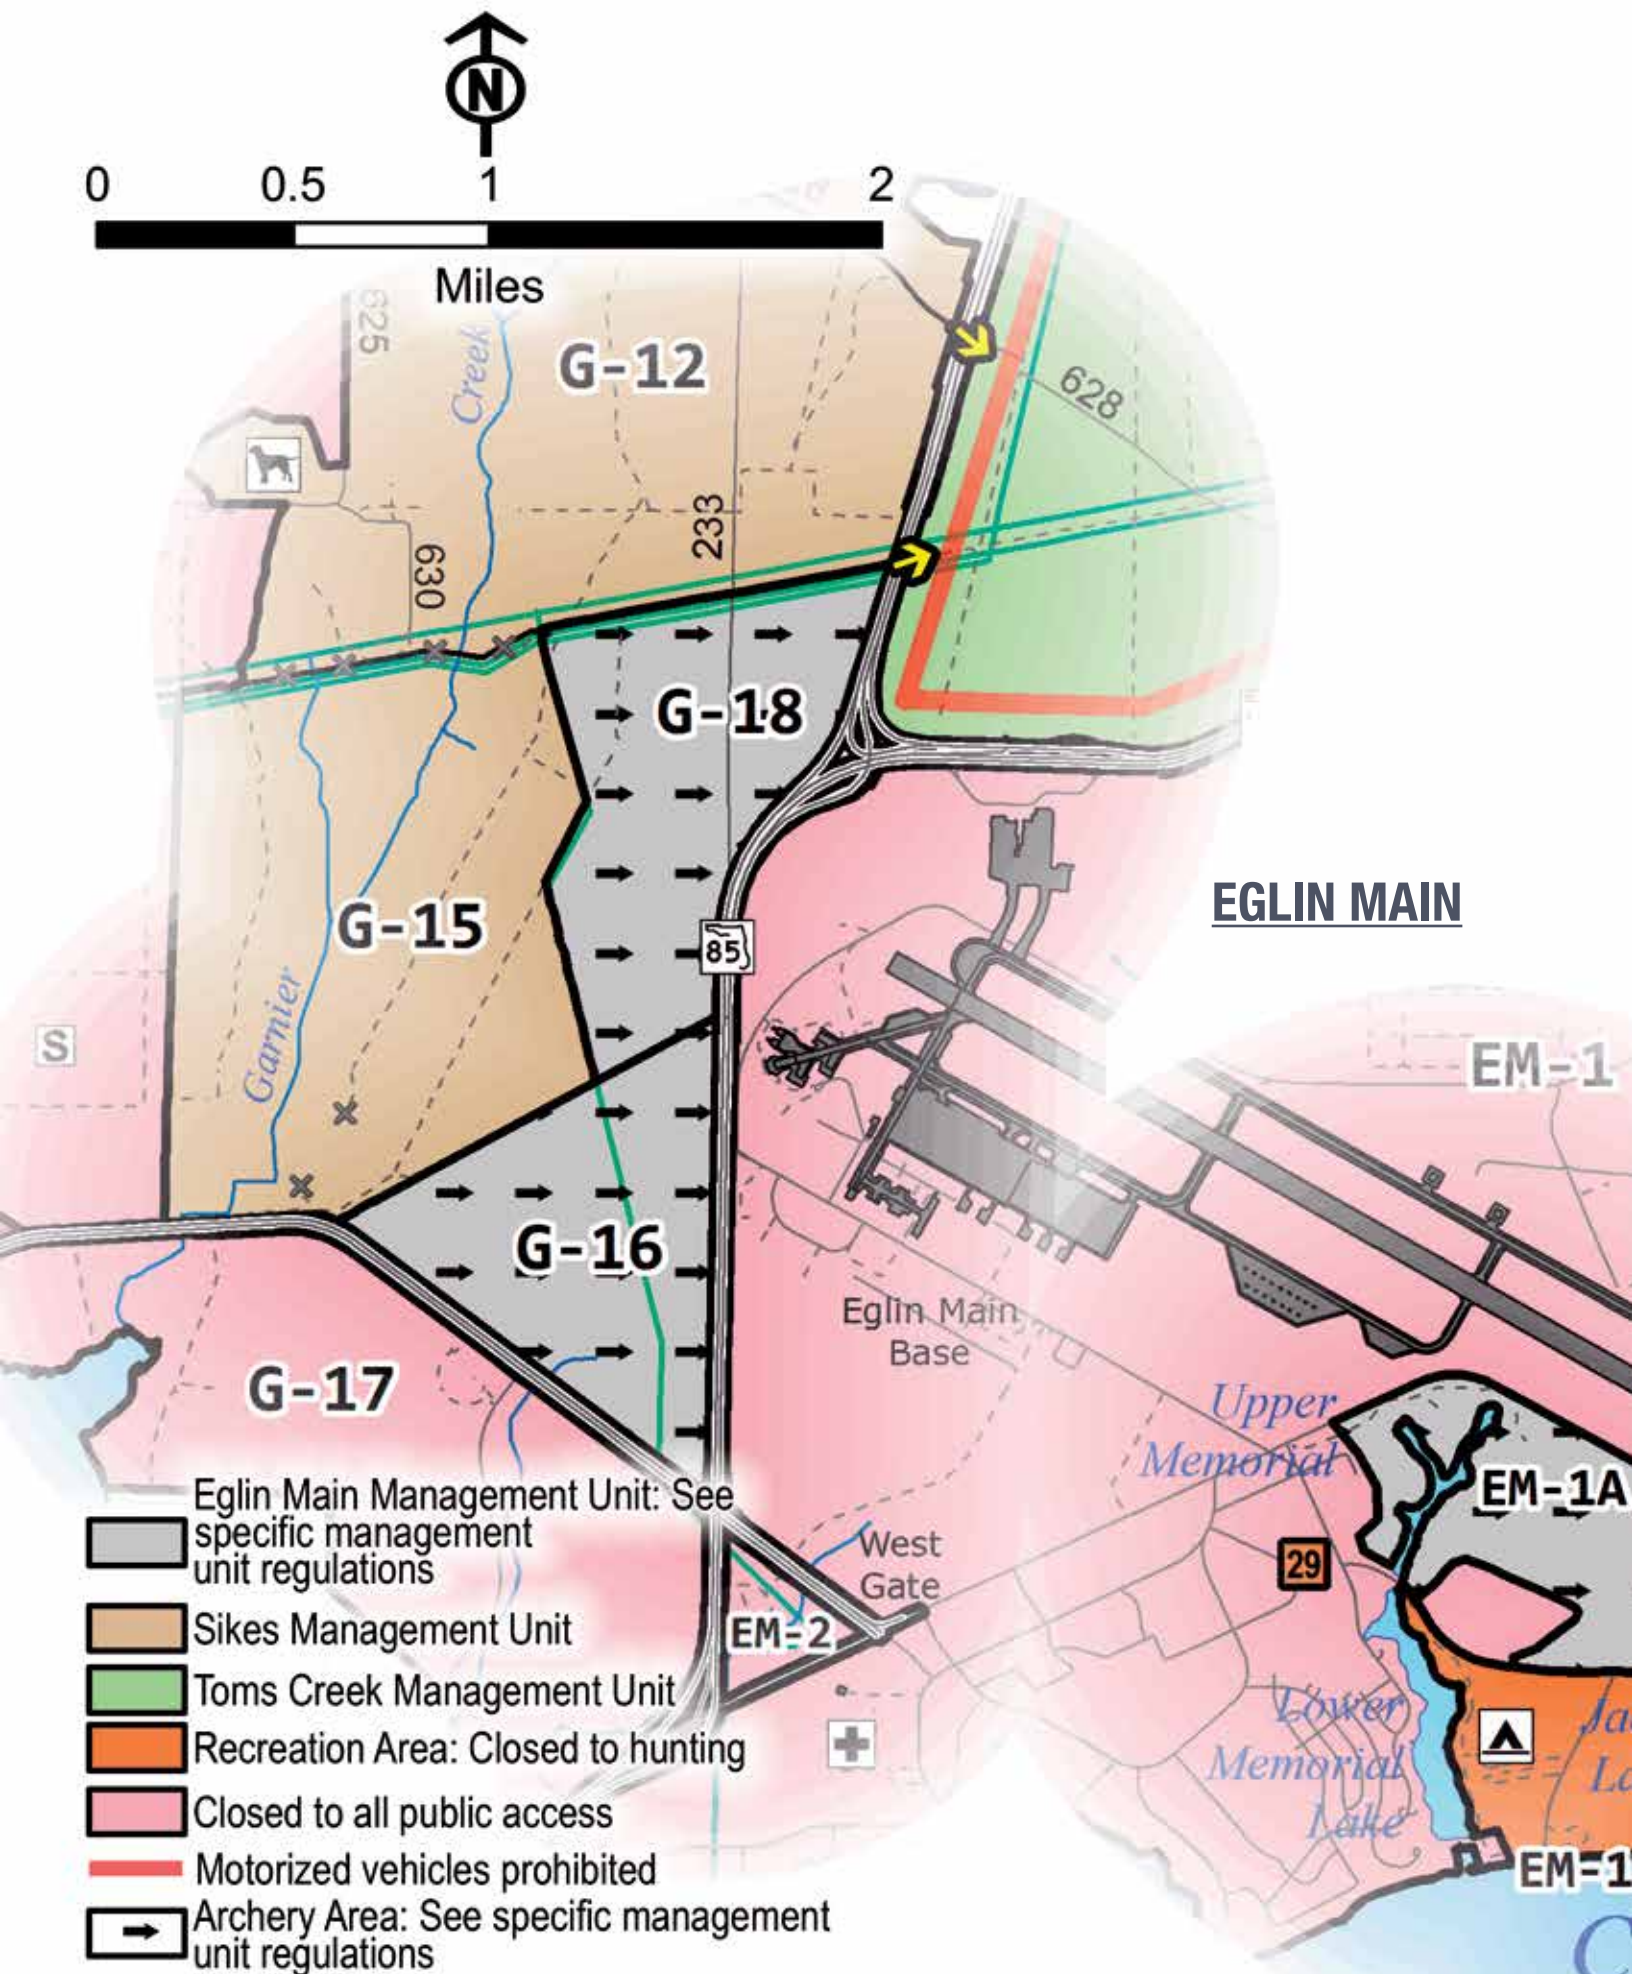 N
0 0.5 1 2
Miles
625
Creek
G-12
628
233
630
G-18
G-15
85
EGLIN MAIN
Garnier
S
EM-1
G-16
Eglin Main
Base
G-17
Upper
Memorial
EM-1A
Eglin Main Management Unit: See
specific management
unit regulations
West
Gate
29
EM-2
Sikes Management Unit
Toms Creek Management Unit
Recreation Area: Closed to hunting
Lower
Memorial
Lake
Closed to all public access
Motorized vehicles prohibited
EM-1
Archery Area: See specific management
unit regulations